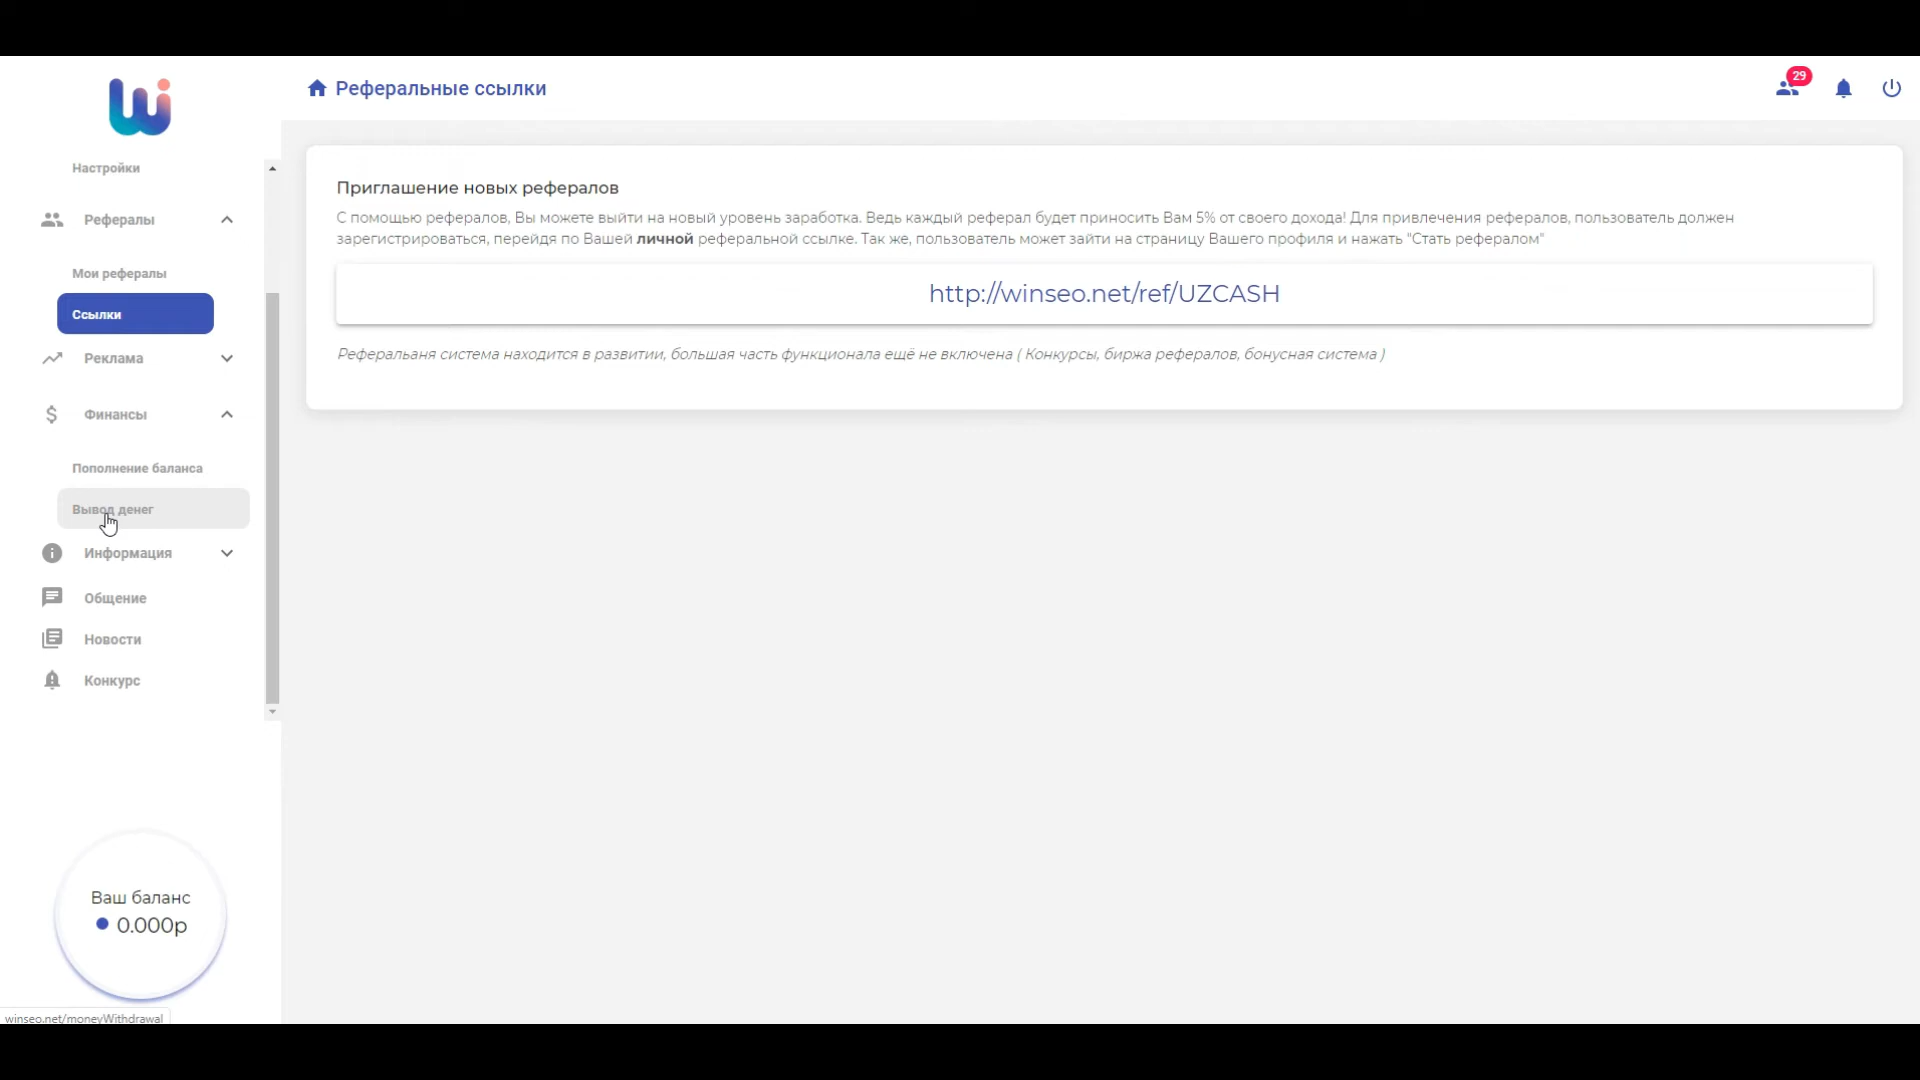 Реферальные ссылки
29
Настройки
Рефералы
Мои рефералы
Ссылки
Реклама
Финансы
Пополнение баланса
Вывод денег
Информация
Общение
Новости
Конкурс
Ваш баланс
0.000р
winseo.net/moneyWithdrawal
Приглашение новых рефералов
С помощью рефералов, Вы можете выйти на новый уровень заработка. Ведь каждый реферал будет приносить Вам 5% от своего дохода! Для привлечения рефералов, пользователь должен
зарегистрироваться, перейдя по Вашей личной реферальной ссылке. Так же, пользователь может зайти на страницу Вашего профиля и нажать "Стать рефералом"
http://winseo.net/ref/UZCASH
Рефералваня система находится в развитии, большая часть функционала ещё не включена ( Конкурсы, биржа рефералов, бонусная система )